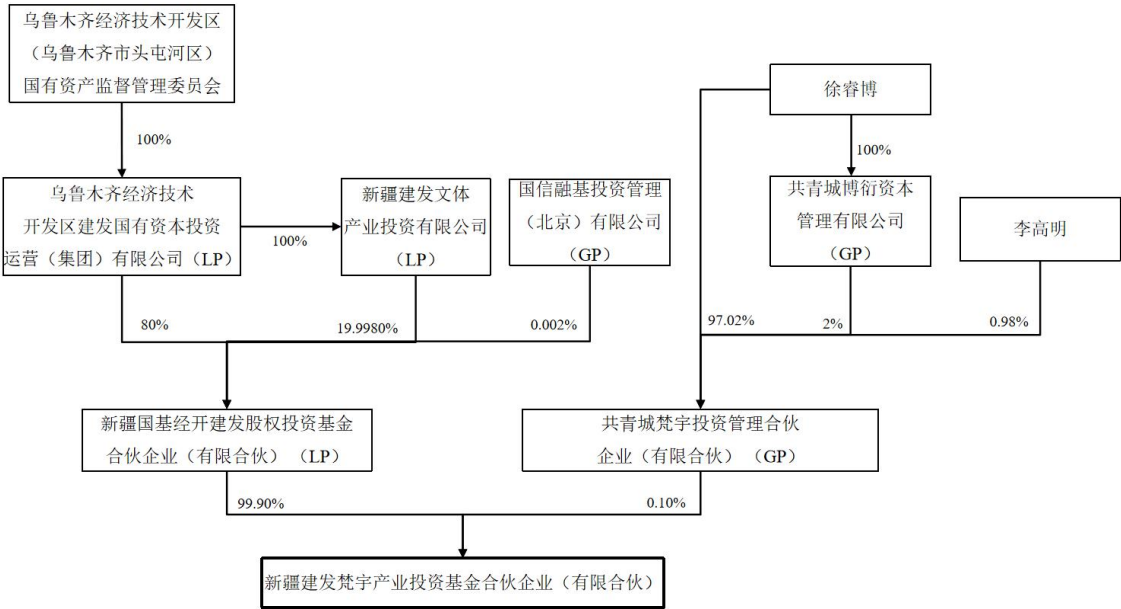 乌鲁木齐经济技术开发区
（乌鲁木齐市头屯河区）
国有资产监督管理委员会
徐睿博
100%
100%
乌鲁木齐经济技术
开发区建发国有资本投资
运营（集团）有限公司（LP）
100%
新疆建发文体
产业投资有限公司
（LP）
国信融基投资管理
（北京）有限公司
（GP）
共青城博衍资本
管理有限公司
（GP）
李高明
80%
19.9980%
0.002%
97.02%
2%
0.98%
新疆国基经开建发股权投资基金
合伙企业（有限合伙）（LP）
共青城梵宇投资管理合伙
企业（有限合伙）（GP）
99.90%
0.10%
新疆建发梵宇产业投资基金合伙企业（有限合伙）